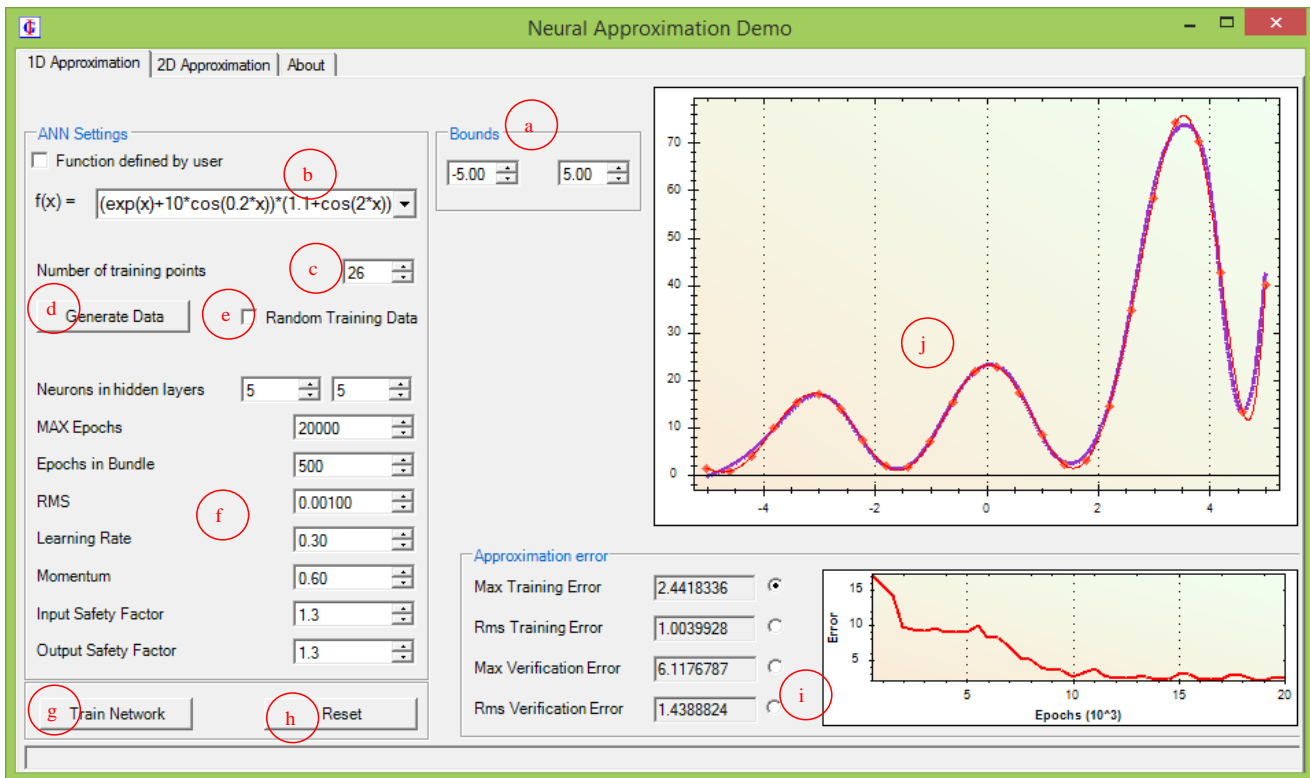 Neural Approximation Demo
1D Approximation 2D Approximation About
ANN Settings
Function defined by user
b
f(x) = (exp(x)+10*cos(0.2*x))*(1.1+cos(2*x))
Number of training points c 26
d Generate Data e Random Training Data
Neurons in hidden layers 5 5
MAX Epochs 20000
Epochs in Bundle 500
RMS 0.00100
f
Learning Rate 0.30
Momentum 0.60
Input Safety Factor 1.3
Output Safety Factor 1.3
g Train Network h Reset
Bounds a
-5.00 5.00
70
60
50
40
30
20
10
0
j
-4 -2 0 2 4
Approximation error
Max Training Error 2.4418336
Rms Training Error 1.0039928
Max Verification Error 6.1176787
Rms Verification Error 1.4388824
i
Error
15
10
5
5 10 15 20
Epochs (10^3)